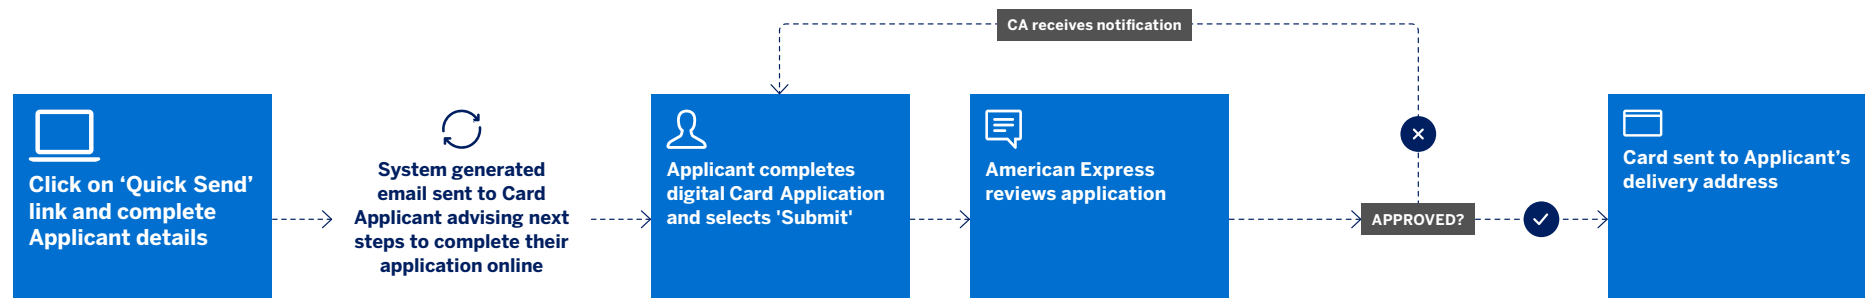 CA receives notification
Click on ‘Quick Send’
link and complete
Applicant details
System generated
email sent to Card
Applicant advising next
steps to complete their
application online
Applicant completes
digital Card Application
and selects 'Submit'
American Express
reviews application
APPROVED?
Card sent to Applicant’s
delivery address